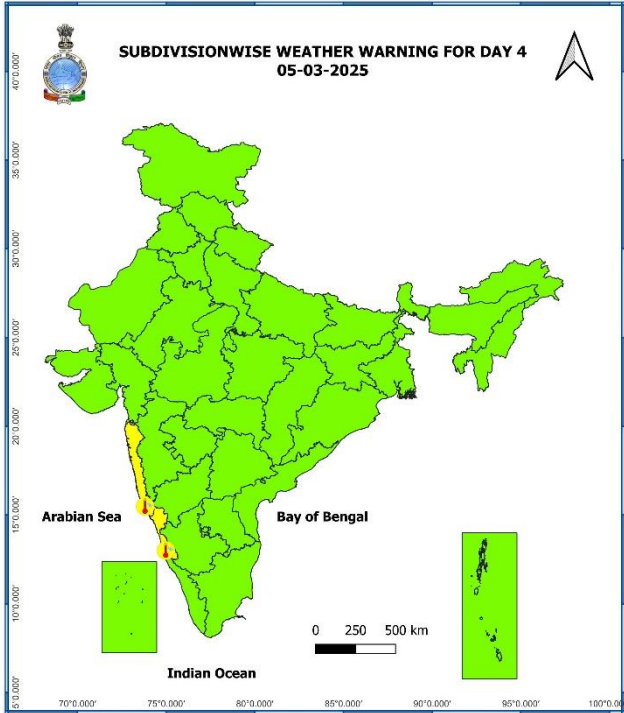 SUBDIVISIONWISE WEATHER WARNING FOR DAY 4
05-03-2025
40°0.000'
35°0.000'
30°0.000'
25°0.000'
20°0.000'
15°0.000'
10°0.000'
5°0.000'
Arabian Sea
Bay of Bengal
0 250 500 km
Indian Ocean
70°0.000' 75°0.000' 80°0.000' 85°0.000' 90°0.000' 95°0.000' 100°0.0